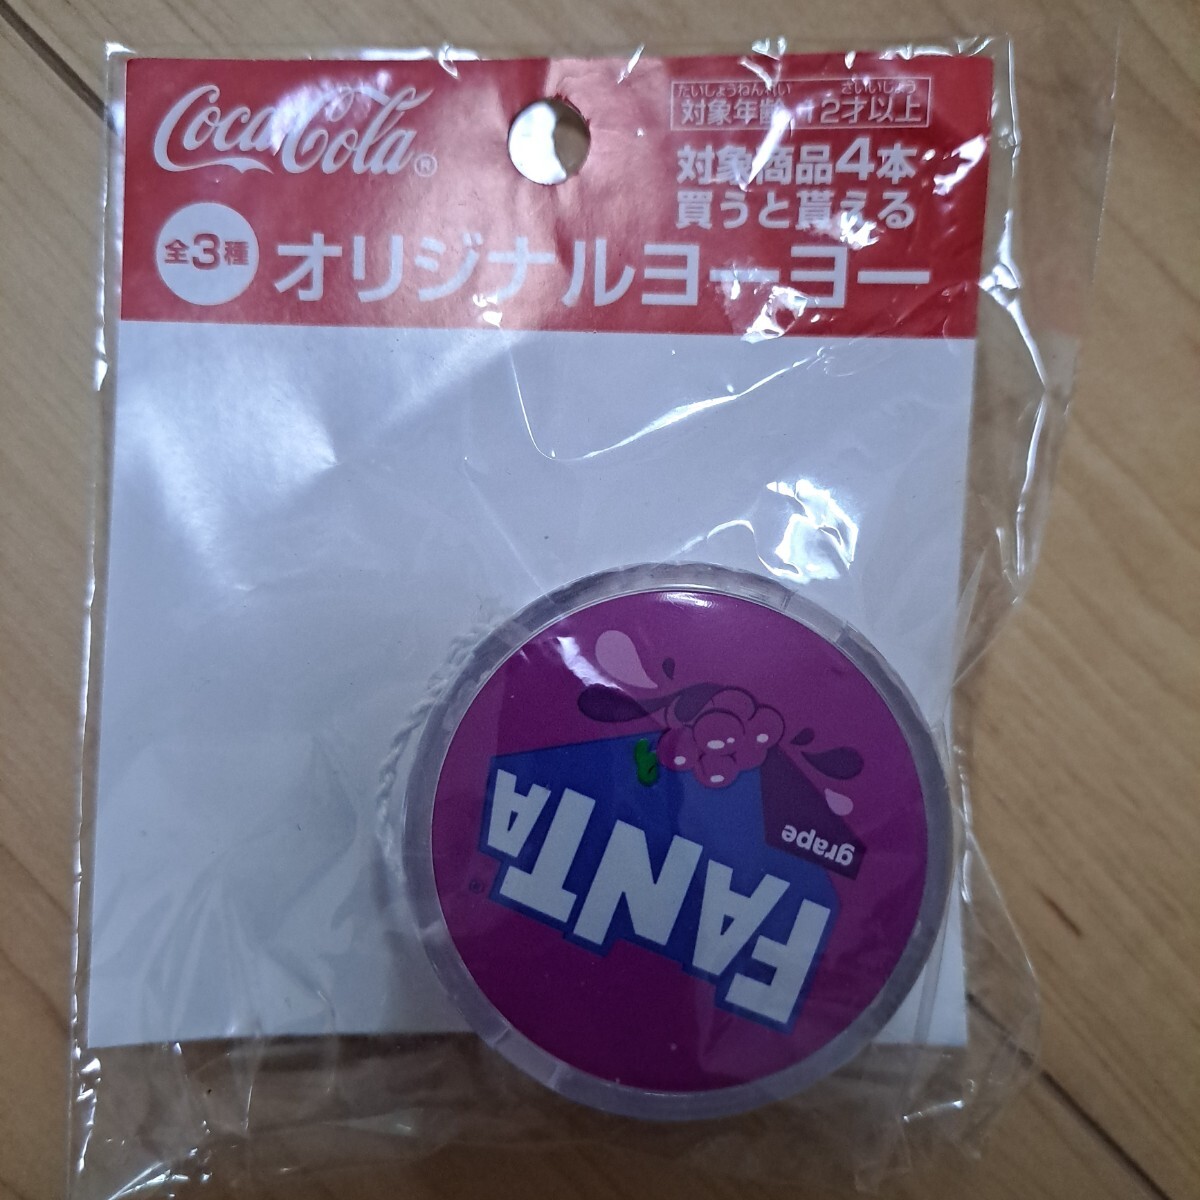 Coca-Cola®
たいしょうねんれい さいいじょう
対象年齢 12才以上
対象商品4本
買うと貰える
全3種 オリジナルヨーヨー
FANTA®
grape